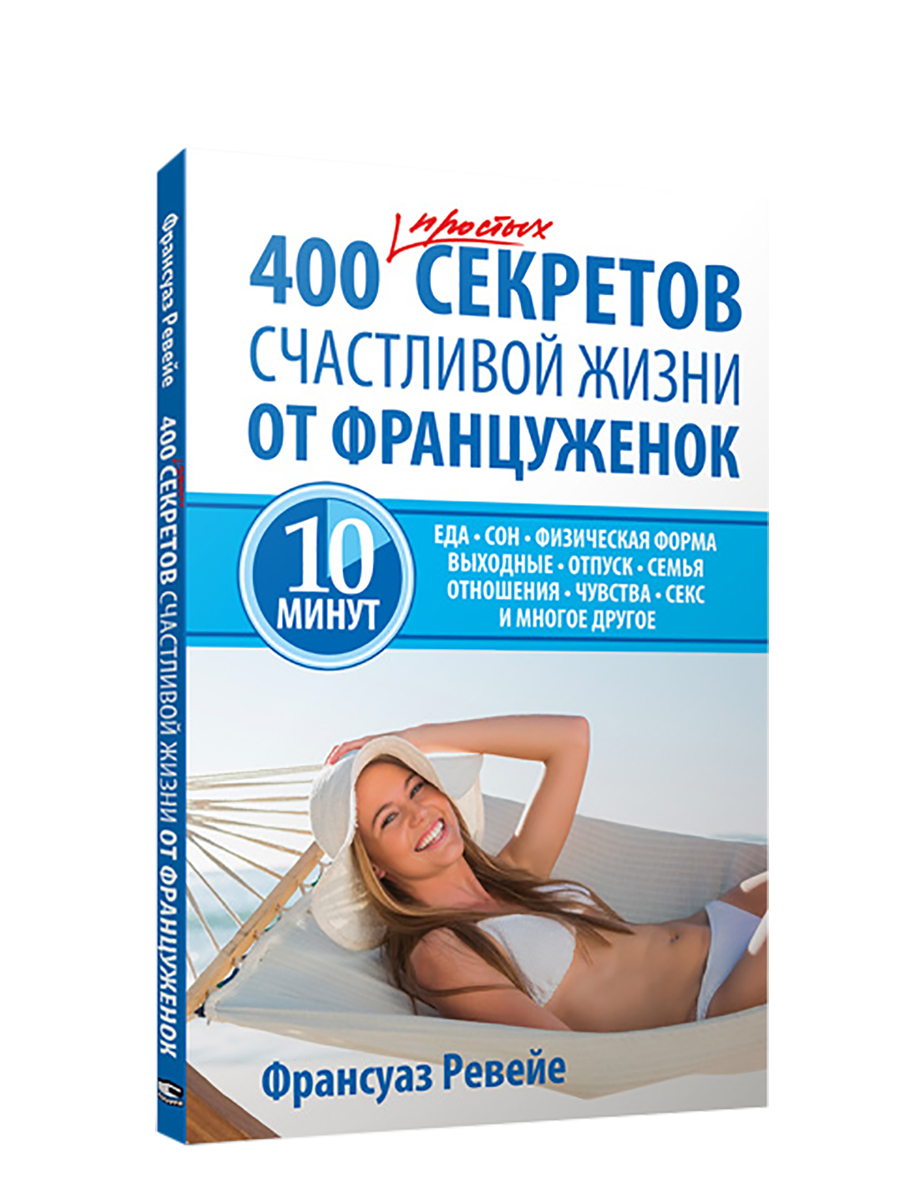 простых
400 СЕКРЕТОВ
СЧАСТЛИВОЙ ЖИЗНИ
ОТ ФРАНЦУЖЕНОК
10
МИНУТ
ЕДА • СОН • ФИЗИЧЕСКАЯ ФОРМА
ВЫХОДНЫЕ • ОТПУСК • СЕМЬЯ
ОТНОШЕНИЯ • ЧУВСТВА • СЕКС
И МНОГОЕ ДРУГОЕ
Франсуаз Ревейе
Франсуаз Ревейе 400 СЕКРЕТОВ СЧАСТЛИВОЙ ЖИЗНИ ОТ ФРАНЦУЖЕНОК